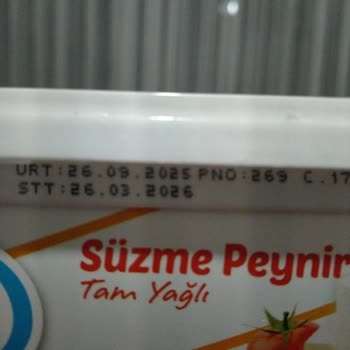 URT:26.09.2025 PNO:269 C.17
STT:26.03.2026
Süzme Peynir
Tam Yağlı